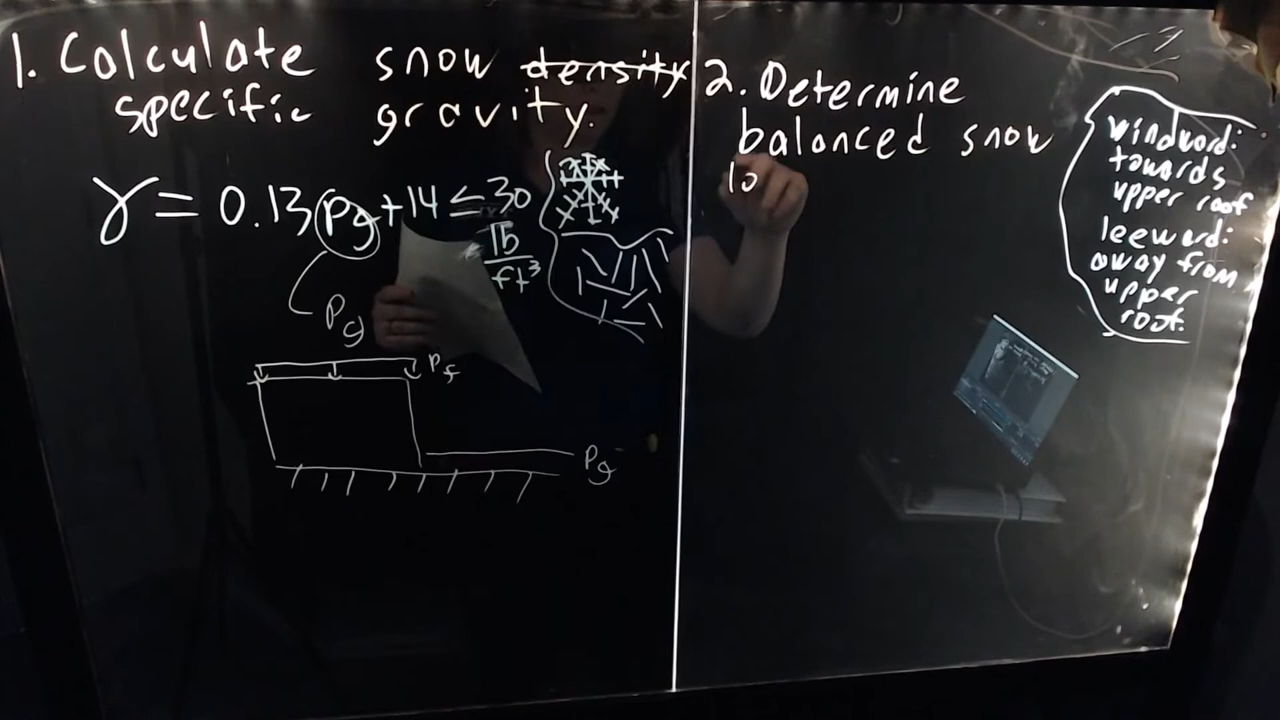 1. Calculate snow density
specific gravity.
γ = 0.13 pg + 14 ≤ 30
lb
ft³
Pg
Pf
Pg
2. Determine
balanced snow
lo
windward:
towards
upper roof
leeward:
away from
upper
roof.